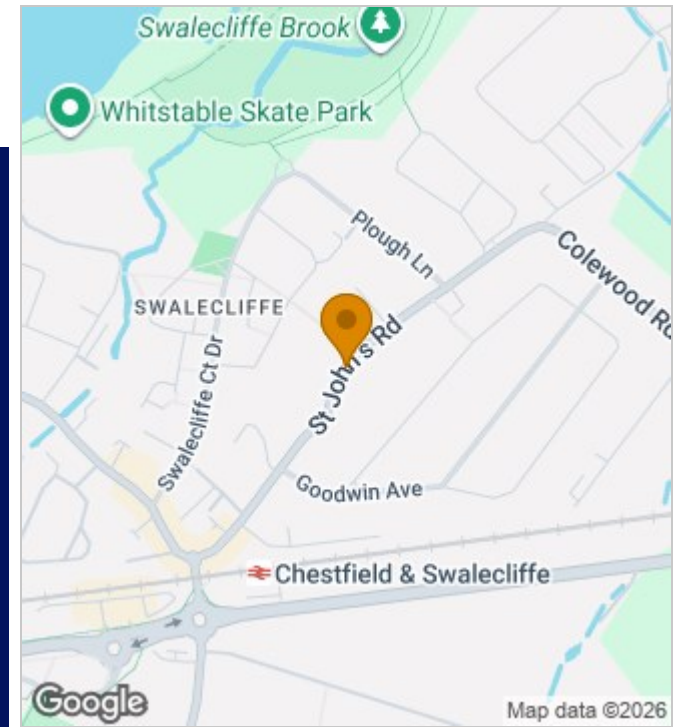 Swalecliffe Brook
Whitstable Skate Park
Plough Ln
Colewood Rd
SWALECLIFFE
St John's Rd
Swalecliffe Ct Dr
Goodwin Ave
Chestfield & Swalecliffe
Google
Map data ©2026